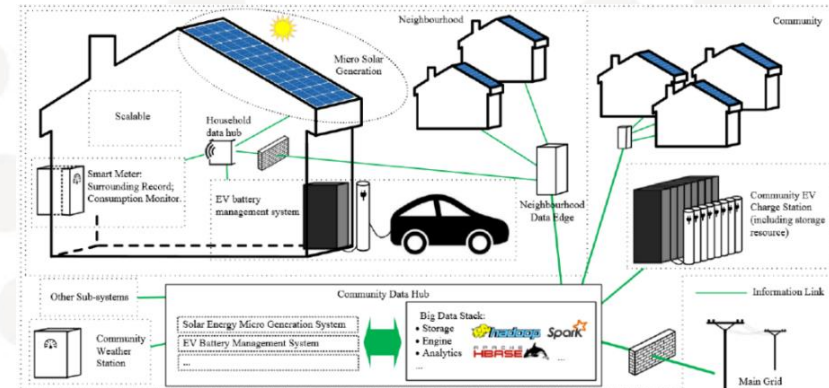 Neighbourhood
Community
Micro Solar
Generation
Scalable
Household
data hub
Smart Meter:
Surrounding Record;
Consumption Monitor.
EV battery
management system
Neighbourhood
Data Edge
Community EV
Charge Station
(including storage
resource)
Other Sub-systems
Community Data Hub
Information Link
Community
Weather
Station
Solar Energy Micro Generation System
EV Battery Management System
...
Big Data Stack:
• Storage
• Engine
• Analytics
...
hadoop
Spark
APACHE
HBASE
...
Main Grid